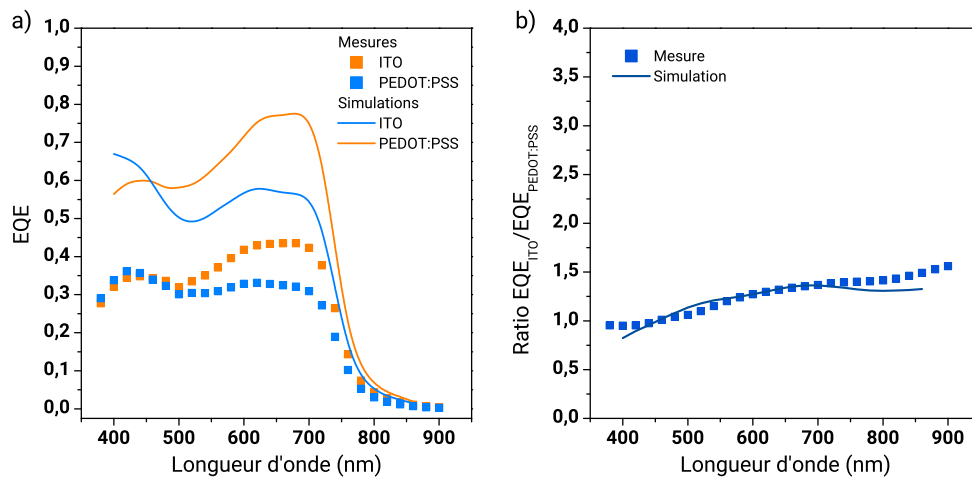 a)
1,0
0,9
0,8
0,7
0,6
0,5
0,4
0,3
0,2
0,1
0,0
EQE
Mesures
ITO
PEDOT:PSS
Simulations
ITO
PEDOT:PSS
400 500 600 700 800 900
Longueur d'onde (nm)
b)
4,0
3,5
3,0
2,5
2,0
1,5
1,0
0,5
0,0
Ratio EQE_ITO/EQE_PEDOT:PSS
Mesure
Simulation
400 500 600 700 800 900
Longueur d'onde (nm)